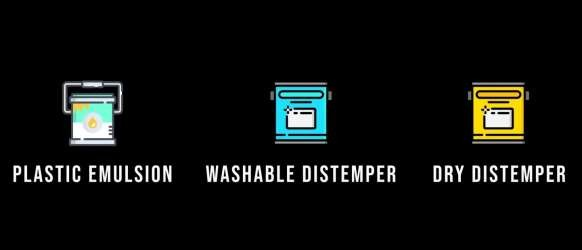 PLASTIC EMULSION
WASHABLE DISTEMPER
DRY DISTEMPER